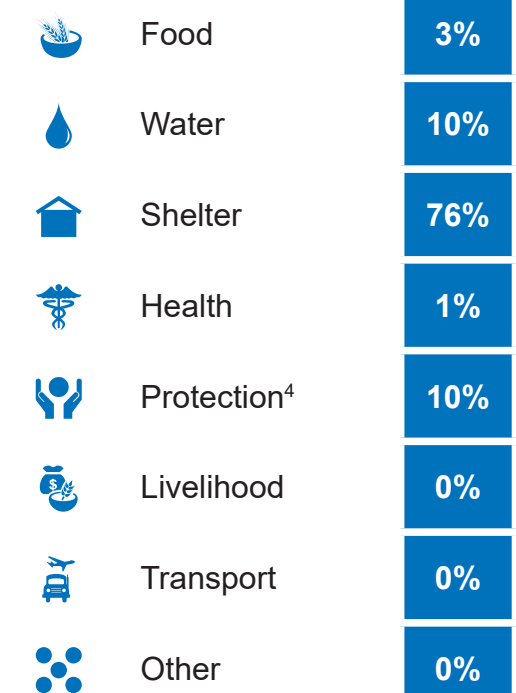 Food 3%
Water 10%
Shelter 76%
Health 1%
Protection⁴ 10%
$ Livelihood 0%
Transport 0%
Other 0%